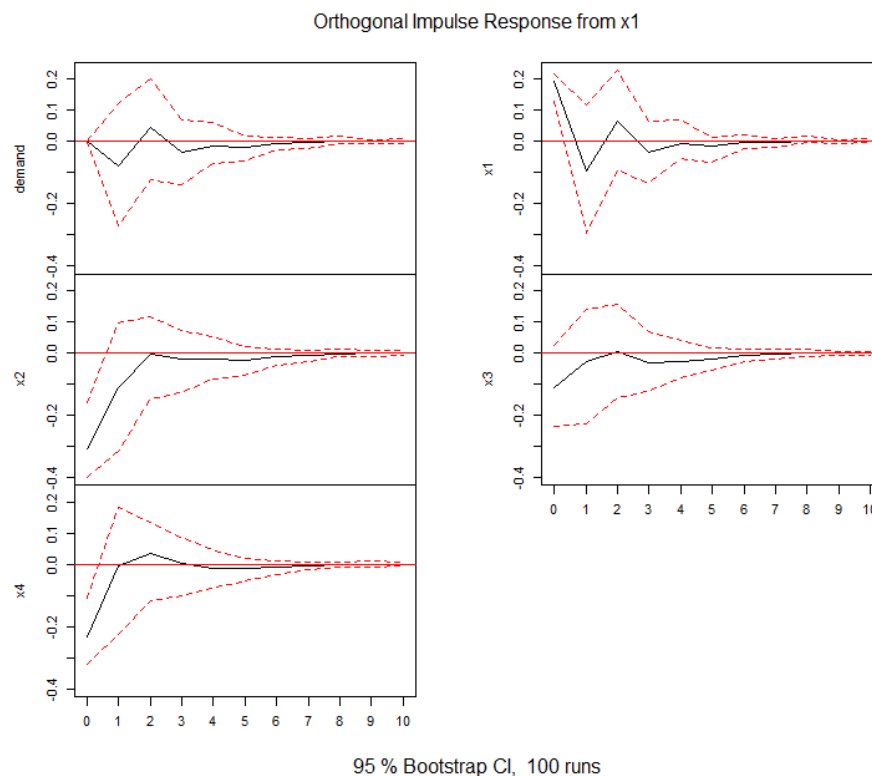 Orthogonal Impulse Response from x1
demand
-0.4 -0.2 0.0 0.1 0.2
x1
-0.4 -0.2 0.0 0.1 0.2
x2
-0.4 -0.2 0.0 0.1 0.2
x3
-0.4 -0.2 0.0 0.1 0.2
0 1 2 3 4 5 6 7 8 9 10
x4
-0.4 -0.2 0.0 0.1 0.2
0 1 2 3 4 5 6 7 8 9 10
95 % Bootstrap CI, 100 runs